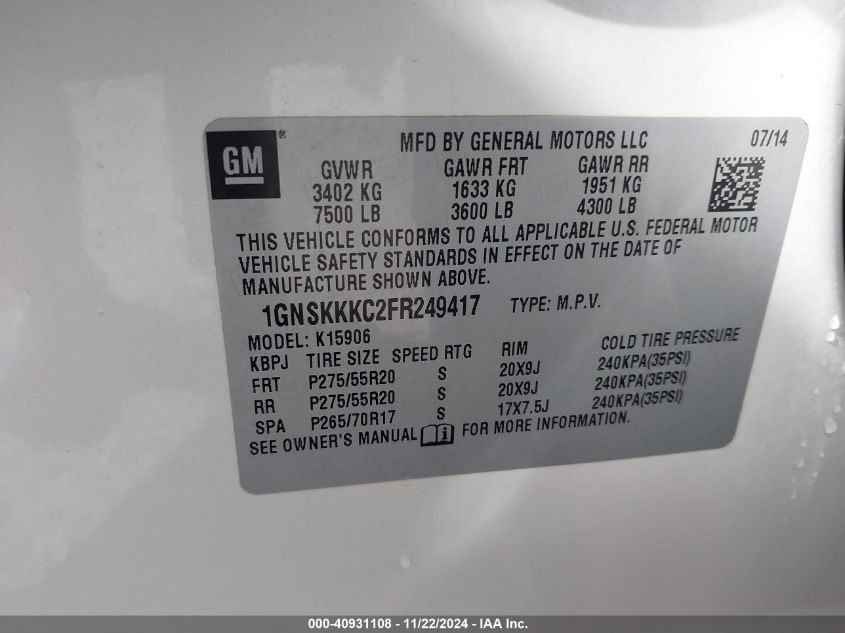 GM®
MFD BY GENERAL MOTORS LLC 07/14
GVWR GAWR FRT GAWR RR
3402 KG 1633 KG 1951 KG
7500 LB 3600 LB 4300 LB
THIS VEHICLE CONFORMS TO ALL APPLICABLE U.S. FEDERAL MOTOR
VEHICLE SAFETY STANDARDS IN EFFECT ON THE DATE OF
MANUFACTURE SHOWN ABOVE.
1GNSKKKC2FR249417 TYPE: M.P.V.
MODEL: K15906
KBPJ TIRE SIZE SPEED RTG RIM COLD TIRE PRESSURE
FRT P275/55R20 S 20X9J 240KPA(35PSI)
RR P275/55R20 S 20X9J 240KPA(35PSI)
SPA P265/70R17 S 17X7.5J 240KPA(35PSI)
SEE OWNER'S MANUAL FOR MORE INFORMATION.
000-40931108 - 11/22/2024 - IAA Inc.